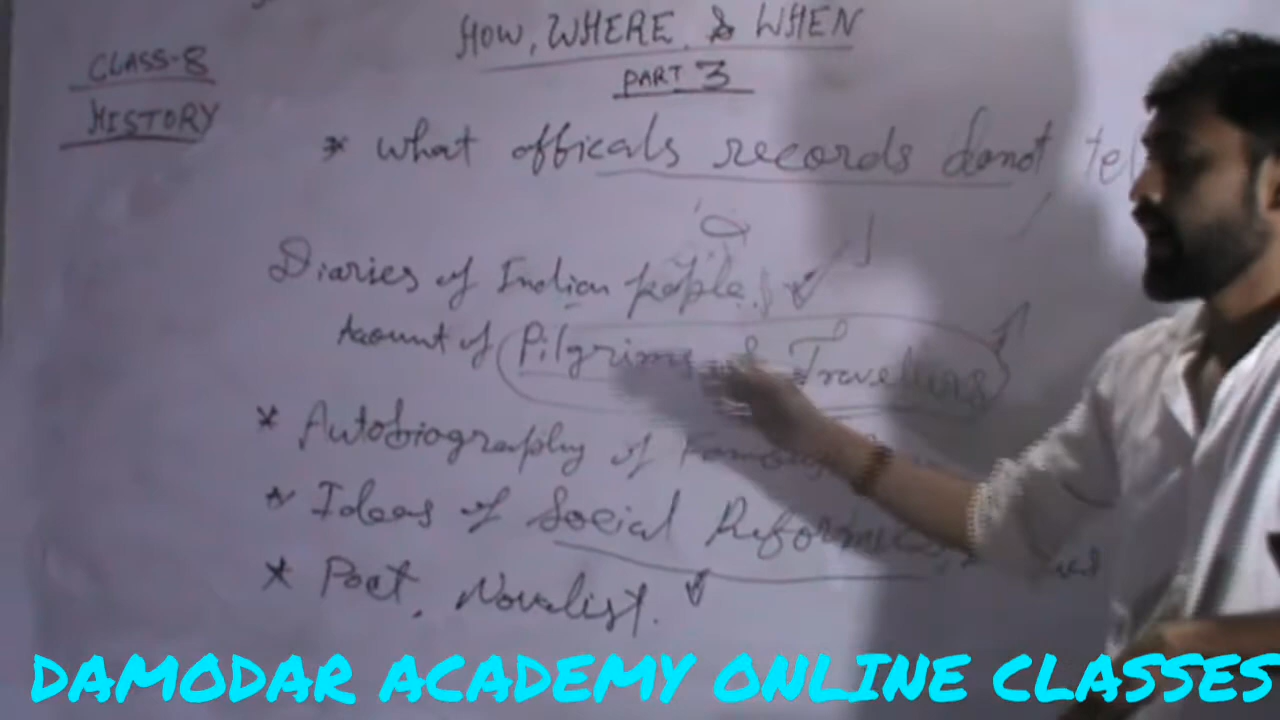 HOW, WHERE & WHEN
PART 3
CLASS-8
HISTORY
* what officals records donot
Diaries of Indian people
Account of Pilgrims & Travellers
* Autobiography of
* Ideas of Social
* Poet, Novalist.
DAMODAR ACADEMY ONLINE CLASSES